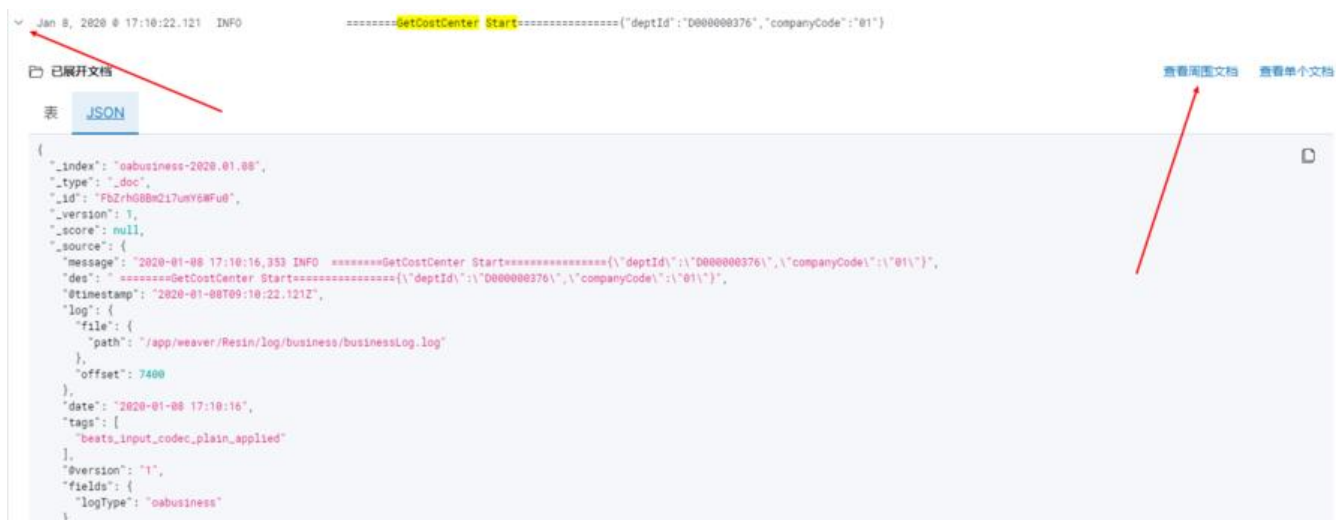 Jan 8, 2020 @ 17:10:22.121 INFO ========GetCostCenter Start================{"deptId":"D000000376","companyCode":"01"}
已展开文档 查看周围文档 查看单个文档
表 JSON
{
"_index": "oabusiness-2020.01.08",
"_type": "_doc",
"_id": "FbZrhG8Bm2i7umY6WFu0",
"_version": 1,
"_score": null,
"_source": {
"message": "2020-01-08 17:10:16,353 INFO ========GetCostCenter Start================{\"deptId\":\"D000000376\",\"companyCode\":\"01\"}",
"des": " ========GetCostCenter Start================{\"deptId\":\"D000000376\",\"companyCode\":\"01\"}",
"@timestamp": "2020-01-08T09:10:22.121Z",
"log": {
"file": {
"path": "/app/weaver/Resin/log/business/businessLog.log"
},
"offset": 7400
},
"date": "2020-01-08 17:10:16",
"tags": [
"beats_input_codec_plain_applied"
],
"@version": "1",
"fields": {
"logType": "oabusiness"
}